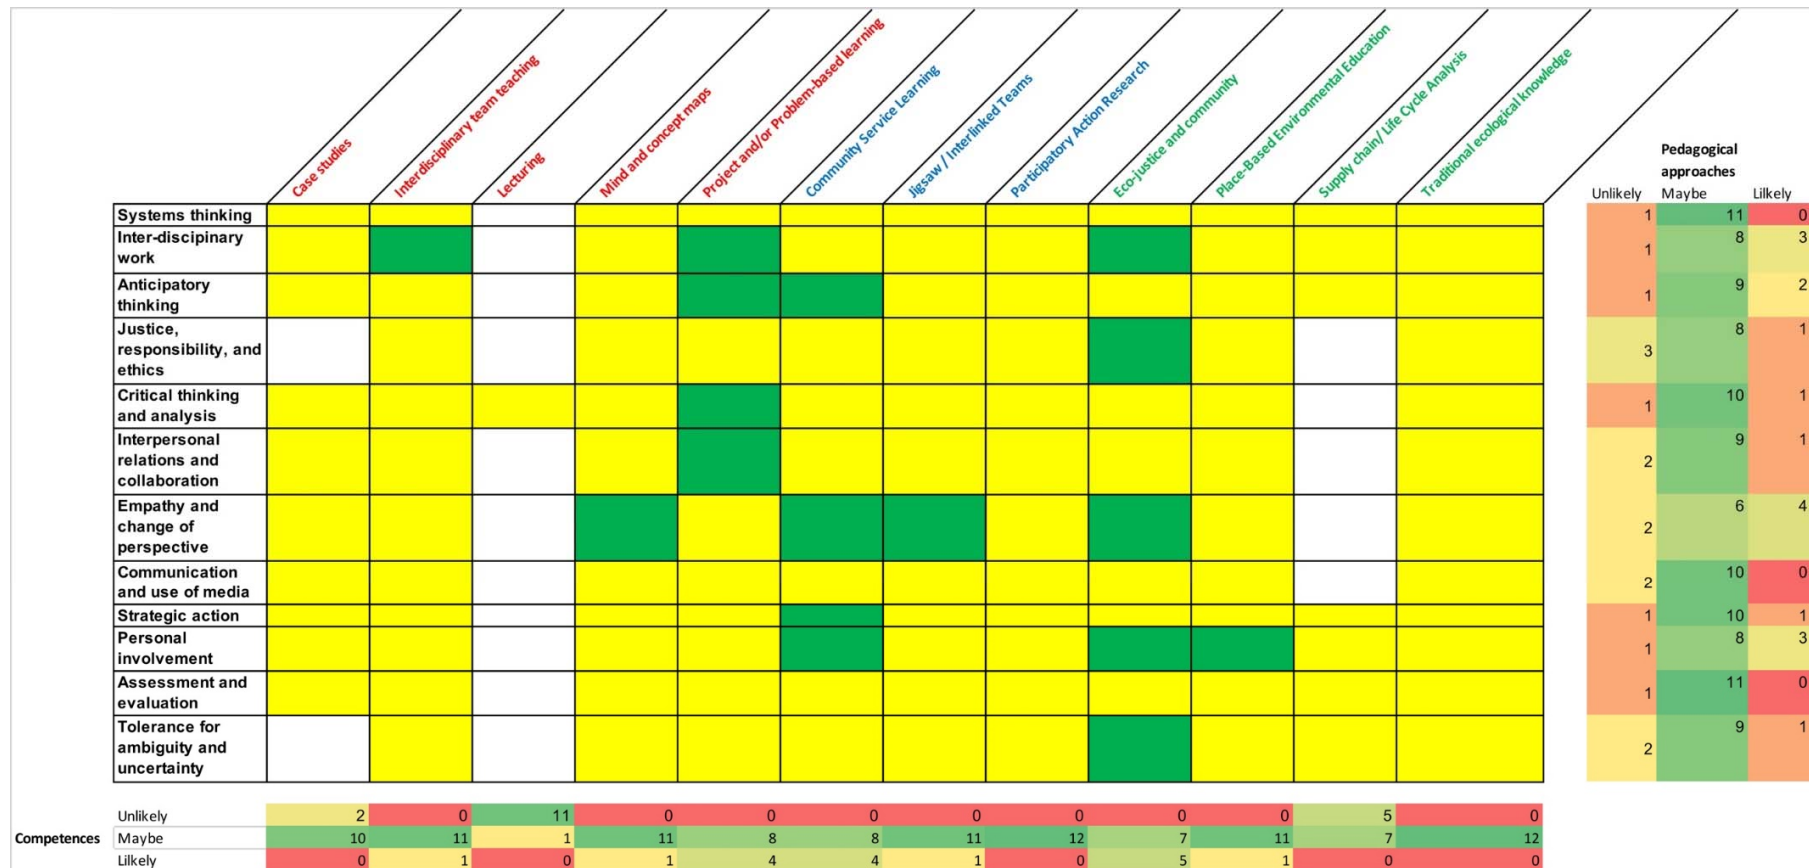 Case studies
Interdisciplinary team teaching
Lecturing
Mind and concept maps
Project and/or Problem-based learning
Community Service Learning
Jigsaw / Interlinked Teams
Participatory Action Research
Eco-justice and community
Place-Based Environmental Education
Supply chain/ Life Cycle Analysis
Traditional ecological knowledge
Pedagogical
approaches
Unlikely Maybe Lilkely
Systems thinking
1 11 0
Inter-discipinary
work
1 8 3
Anticipatory
thinking
1 9 2
Justice,
responsibility, and
ethics
3 8 1
Critical thinking
and analysis
1 10 1
Interpersonal
relations and
collaboration
2 9 1
Empathy and
change of
perspective
2 6 4
Communication
and use of media
2 10 0
Strategic action
1 10 1
Personal
involvement
1 8 3
Assessment and
evaluation
1 11 0
Tolerance for
ambiguity and
uncertainty
2 9 1
Unlikely 2 0 11 0 0 0 0 0 0 0 5 0
Competences Maybe 10 11 1 11 8 8 11 12 7 11 7 12
Lilkely 0 1 0 1 4 4 1 0 5 1 0 0